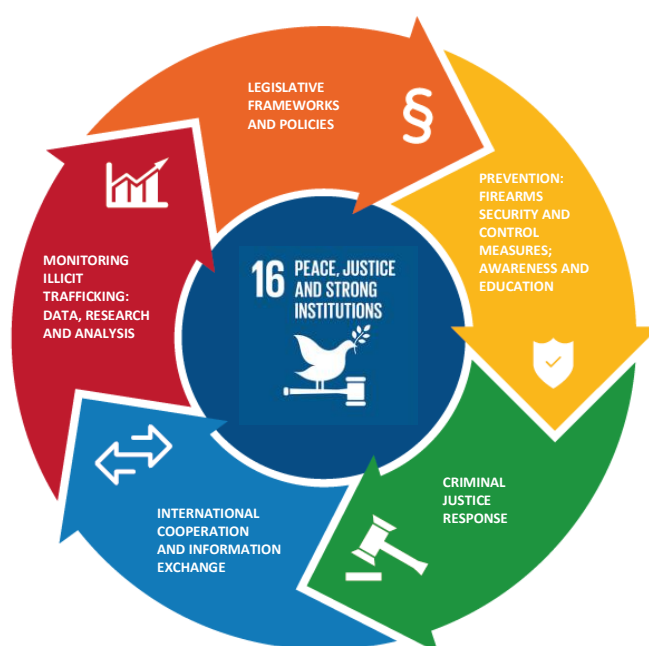 LEGISLATIVE
FRAMEWORKS
AND POLICIES
§
PREVENTION:
FIREARMS
SECURITY AND
CONTROL
MEASURES;
AWARENESS AND
EDUCATION
CRIMINAL
JUSTICE
RESPONSE
INTERNATIONAL
COOPERATION
AND INFORMATION
EXCHANGE
MONITORING
ILLICIT
TRAFFICKING:
DATA, RESEARCH
AND ANALYSIS
16 PEACE, JUSTICE
AND STRONG
INSTITUTIONS